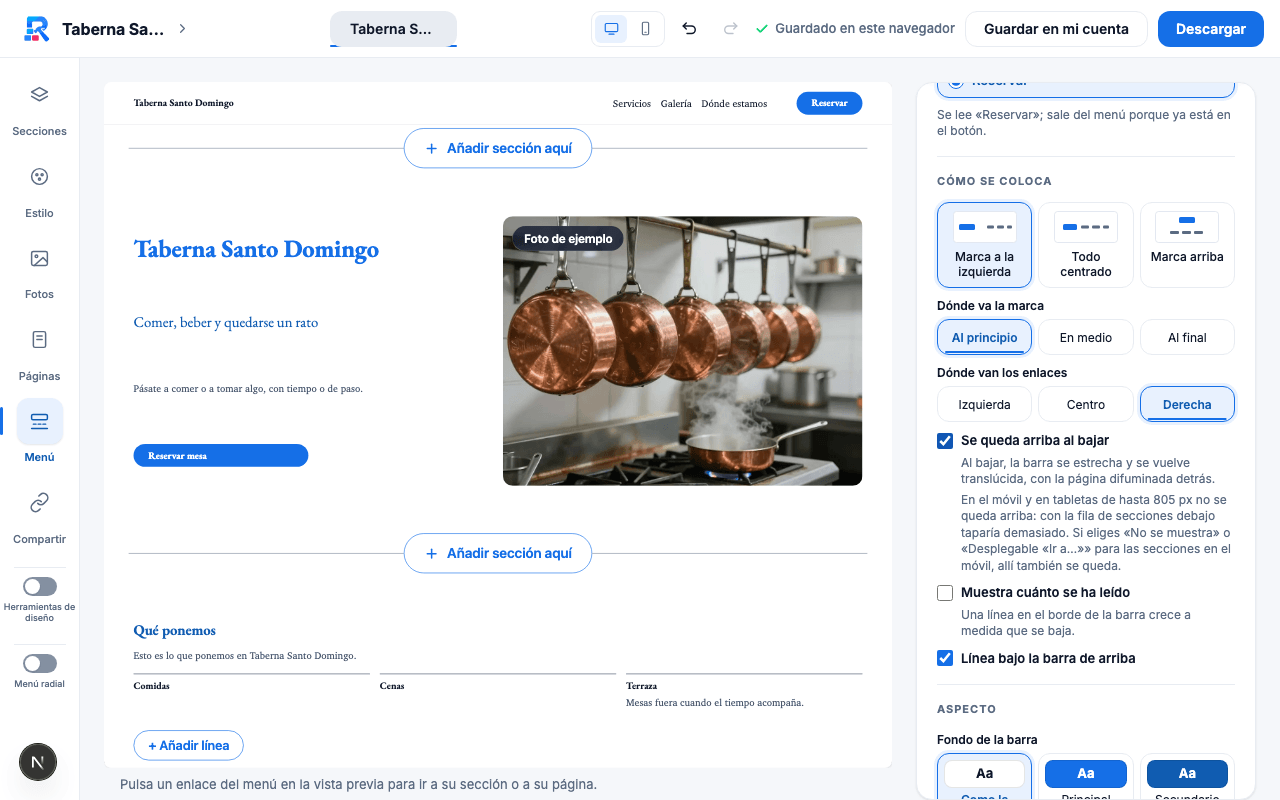 Taberna Sa...
Taberna S...
Guardado en este navegador
Guardar en mi cuenta
Descargar
Secciones
Estilo
Fotos
Páginas
Menú
Compartir
Herramientas de
diseño
Menú radial
N
Taberna Santo Domingo
Servicios
Galería
Dónde estamos
Reservar
+ Añadir sección aquí
Taberna Santo Domingo
Comer, beber y quedarse un rato
Pásate a comer o a tomar algo, con tiempo o de paso.
Reservar mesa
Foto de ejemplo
+ Añadir sección aquí
Qué ponemos
Esto es lo que ponemos en Taberna Santo Domingo.
Comidas
Cenas
Terraza
Mesas fuera cuando el tiempo acompaña.
+ Añadir línea
Pulsa un enlace del menú en la vista previa para ir a su sección o a su página.
Se lee «Reservar»; sale del menú porque ya está en
el botón.
CÓMO SE COLOCA
Marca a la
izquierda
Todo
centrado
Marca arriba
Dónde va la marca
Al principio
En medio
Al final
Dónde van los enlaces
Izquierda
Centro
Derecha
Se queda arriba al bajar
Al bajar, la barra se estrecha y se vuelve
translúcida, con la página difuminada detrás.
En el móvil y en tabletas de hasta 805 px no se
queda arriba: con la fila de secciones debajo
taparía demasiado. Si eliges «No se muestra» o
«Desplegable «Ir a...»» para las secciones en el
móvil, allí también se queda.
Muestra cuánto se ha leído
Una línea en el borde de la barra crece a
medida que se baja.
Línea bajo la barra de arriba
ASPECTO
Fondo de la barra
Aa
Aa
Aa